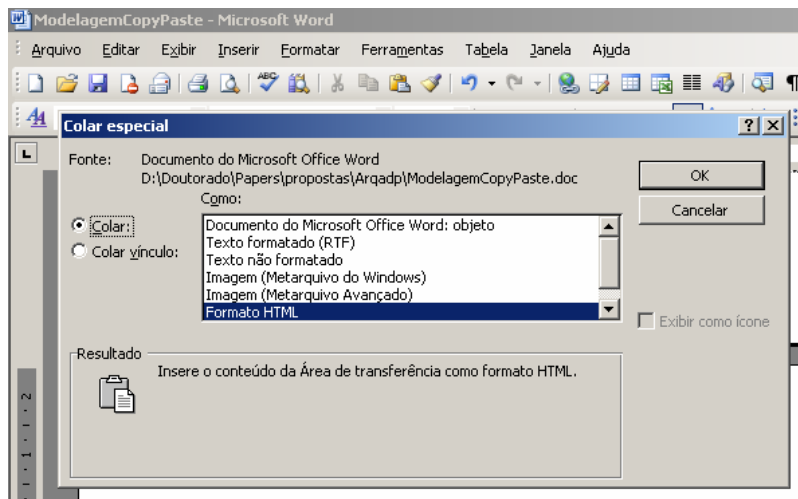 ModelagemCopyPaste - Microsoft Word
Arquivo Editar Exibir Inserir Formatar Ferramentas Tabela Janela Ajuda
Colar especial
Fonte: Documento do Microsoft Office Word
D:\Doutorado\Papers\propostas\Arqadp\ModelagemCopyPaste.doc
OK
Como:
Cancelar
Colar:
Colar vínculo:
Documento do Microsoft Office Word: objeto
Texto formatado (RTF)
Texto não formatado
Imagem (Metarquivo do Windows)
Imagem (Metarquivo Avançado)
Formato HTML
Exibir como ícone
Resultado
Insere o conteúdo da Área de transferência como formato HTML.
2
1